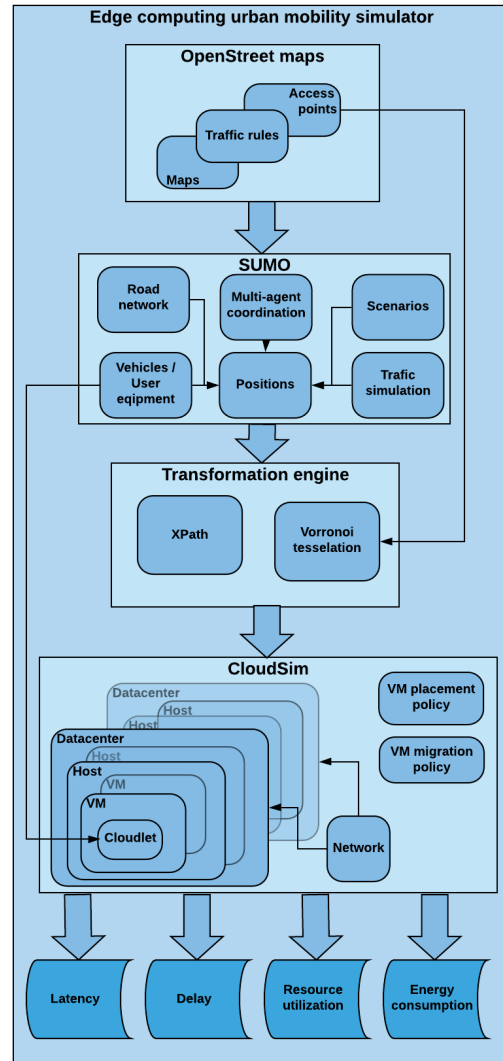 Edge computing urban mobility simulator
OpenStreet maps
Access
points
Traffic rules
Maps
SUMO
Road
network
Multi-agent
coordination
Scenarios
Vehicles /
User
eqipment
Positions
Trafic
simulation
Transformation engine
XPath
Vorronoi
tesselation
CloudSim
Datacenter
Host
Host
Datacenter
Host
Host
VM
VM
Cloudlet
VM placement
policy
VM migration
policy
Network
Latency
Delay
Resource
utilization
Energy
consumption